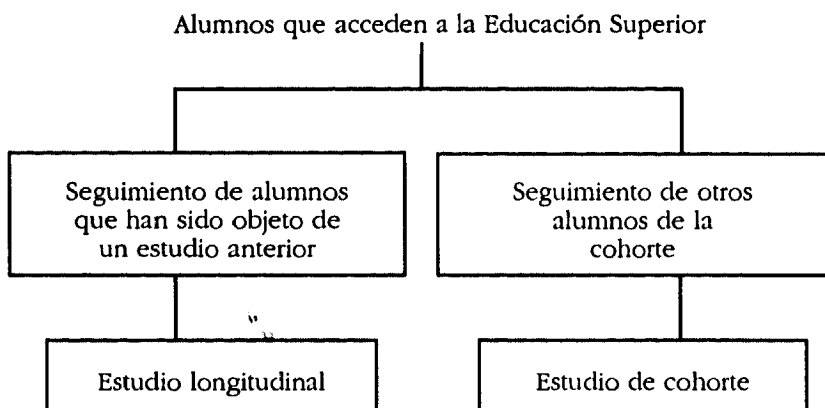 Alumnos que acceden a la Educación Superior
Seguimiento de alumnos
que han sido objeto de
un estudio anterior
Seguimiento de otros
alumnos de la
cohorte
Estudio longitudinal
Estudio de cohorte